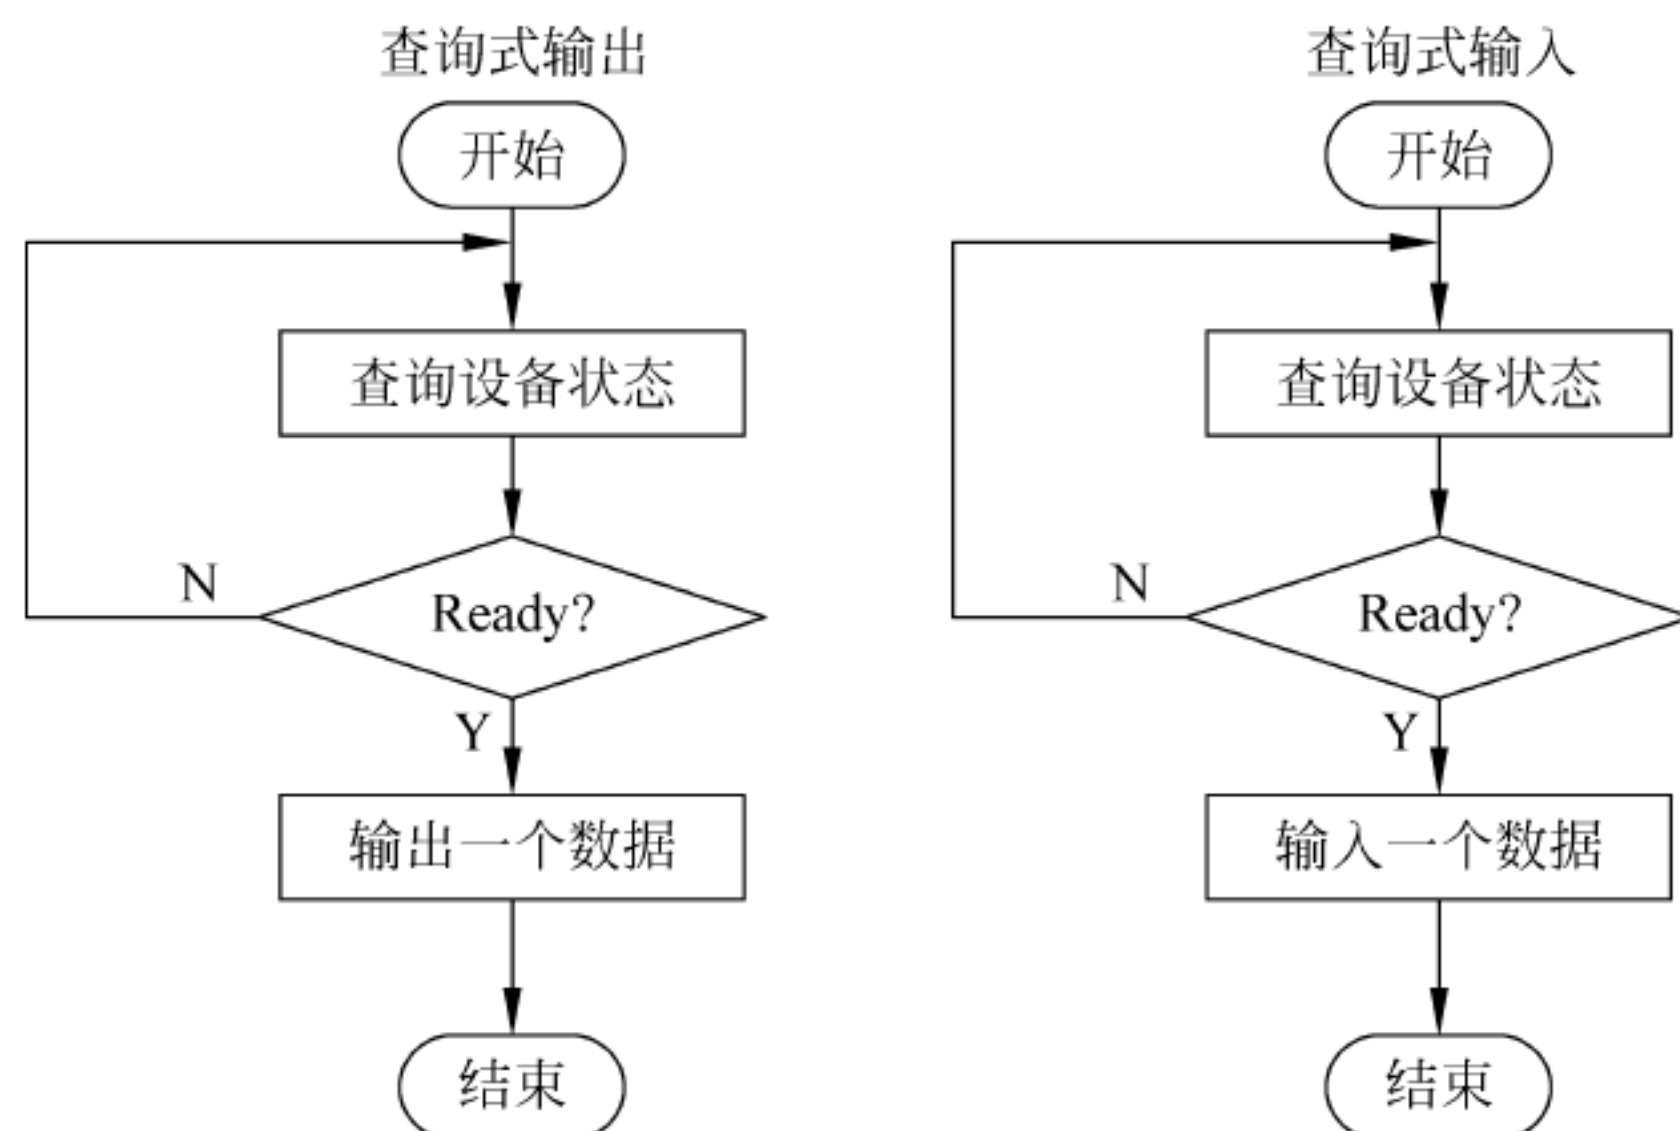 查询式输出
开始
查询设备状态
N
Ready?
Y
输出一个数据
结束
查询式输入
开始
查询设备状态
N
Ready?
Y
输入一个数据
结束